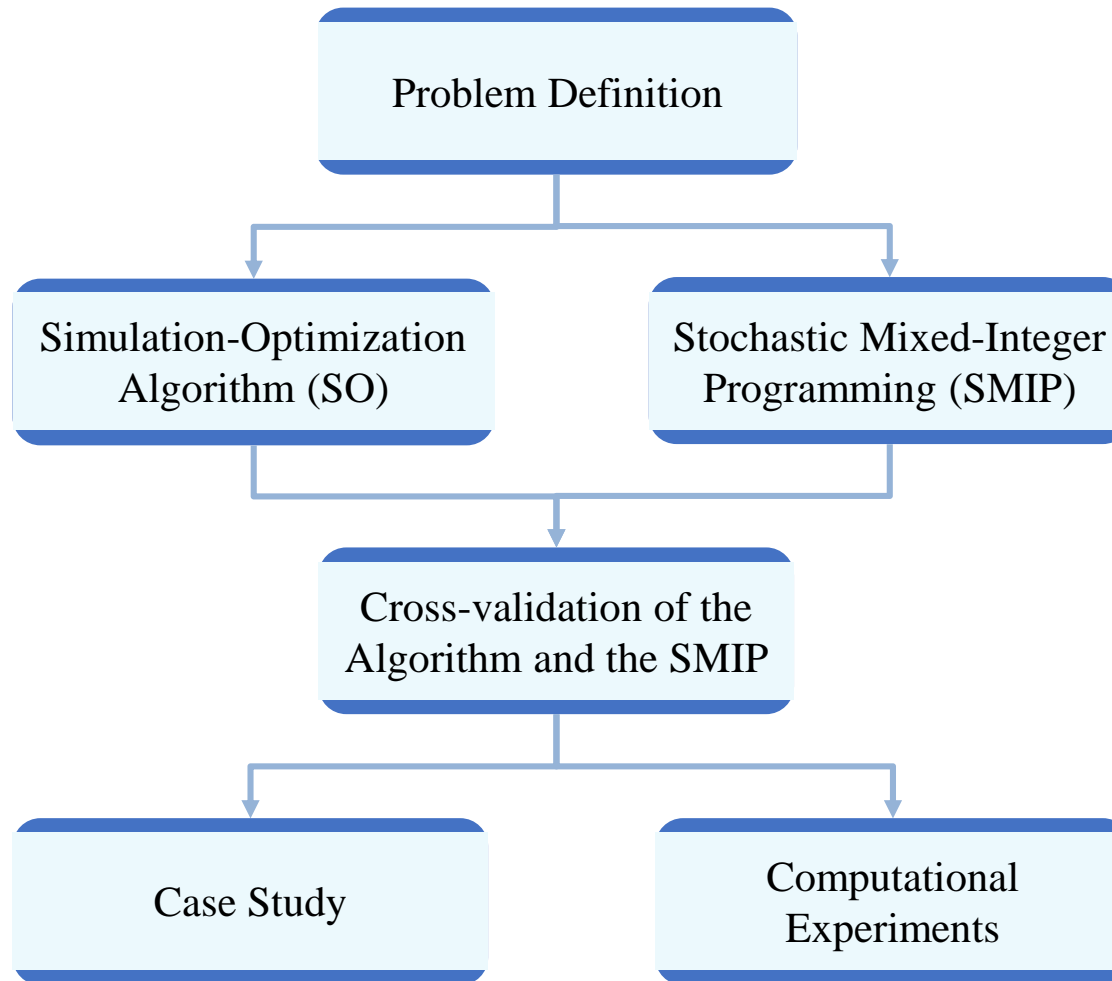 Problem Definition
Simulation-Optimization
Algorithm (SO)
Stochastic Mixed-Integer
Programming (SMIP)
Cross-validation of the
Algorithm and the SMIP
Case Study
Computational
Experiments